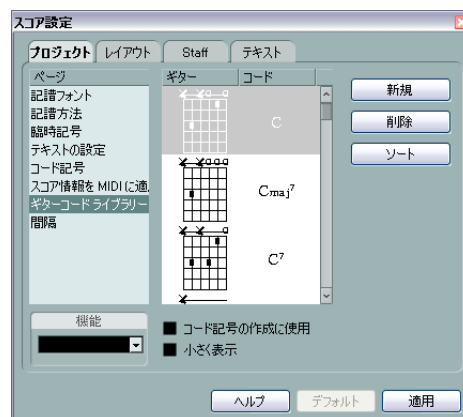 スコア設定
プロジェクト レイアウト Staff テキスト
ページ
記譜フォント
記譜方法
臨時記号
テキストの設定
コード記号
スコア情報を MIDI に適
ギターコード ライブラリー
間隔
機能
ギター コード
C
Cmaj7
C7
コード記号の作成に使用
小さく表示
新規
削除
ソート
ヘルプ デフォルト 適用